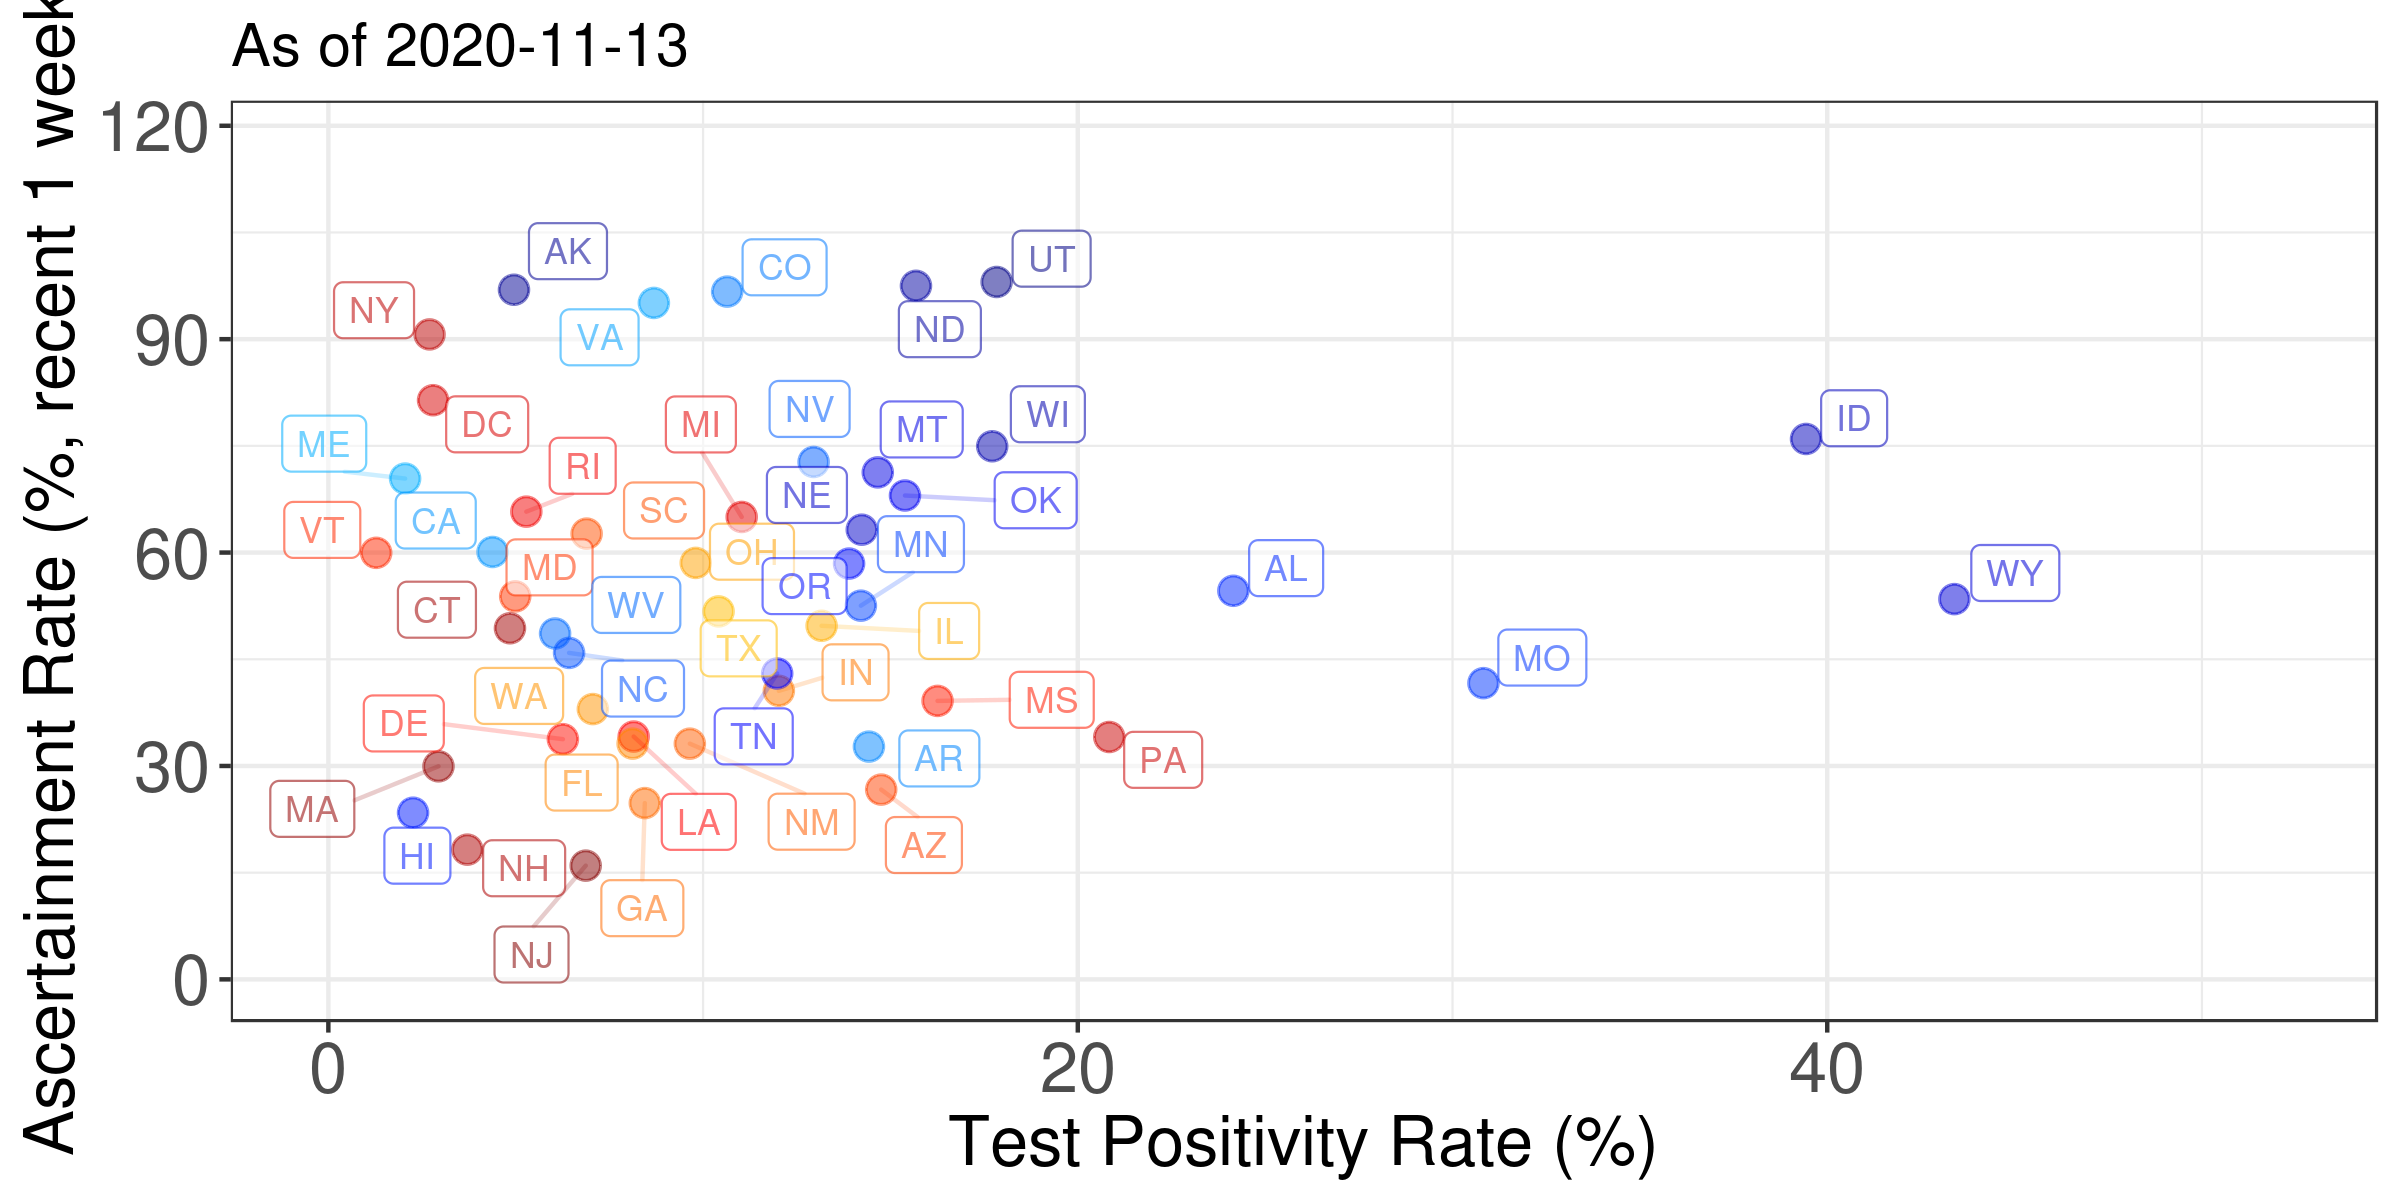 As of 2020-11-13
Ascertainment Rate (%, recent 1 week
120
90
60
30
0
AK
CO
UT
NY
VA
ND
DC
ME
MI
NV
MT
WI
ID
RI
NE
OK
SC
CA
VT
OH
MN
MD
OR
AL
WY
CT
WV
TX
IL
IN
MO
WA
NC
DE
TN
MS
AR
PA
FL
MA
LA
NM
AZ
HI
NH
GA
NJ
0
20
40
Test Positivity Rate (%)